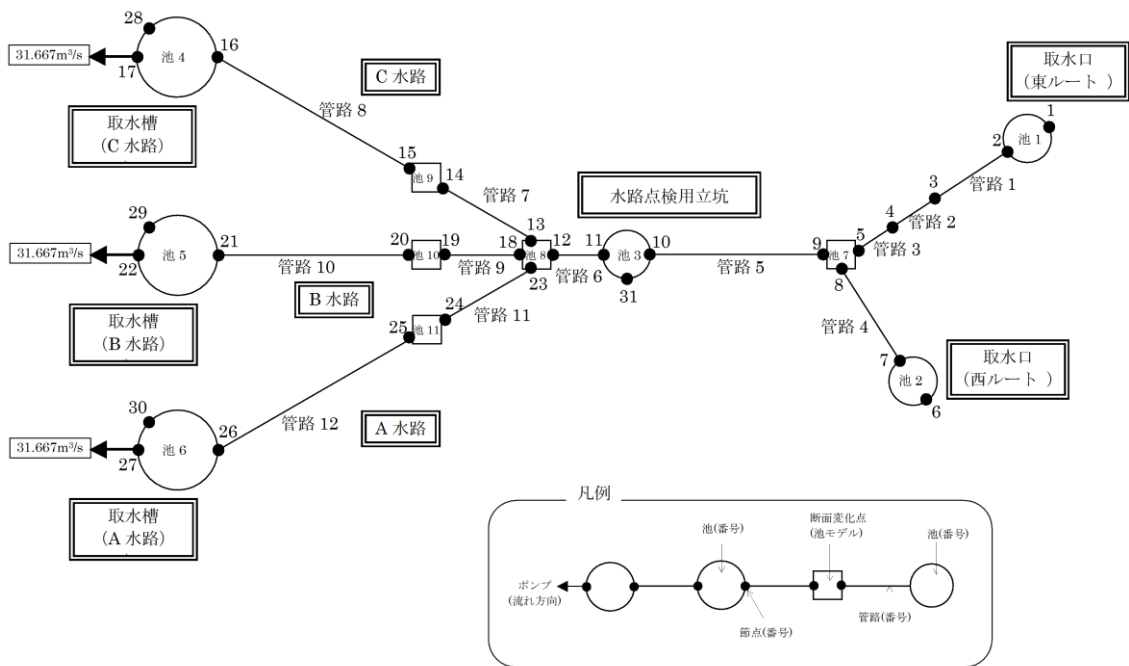 28
31.667m³/s
17
池 4
16
取水槽
（C 水路）
C 水路
管路 8
15
池 9
14
管路 7
13
29
31.667m³/s
22
池 5
21
取水槽
（B 水路）
管路 10
B 水路
20
池 10
19
管路 9
18
池 8
12
23
管路 6
水路点検用立坑
11
池 3
10
31
管路 5
取水口
（東ルート ）
1
2
池 1
管路 1
3
管路 2
4
5
管路 3
9
池 7
8
管路 4
7
池 2
6
取水口
（西ルート ）
24
管路 11
25
池 11
管路 12
A 水路
30
31.667m³/s
27
池 6
26
取水槽
（A 水路）
凡例
池(番号)
断面変化点
(池モデル)
池(番号)
ポンプ
(流れ方向)
節点(番号)
管路(番号)